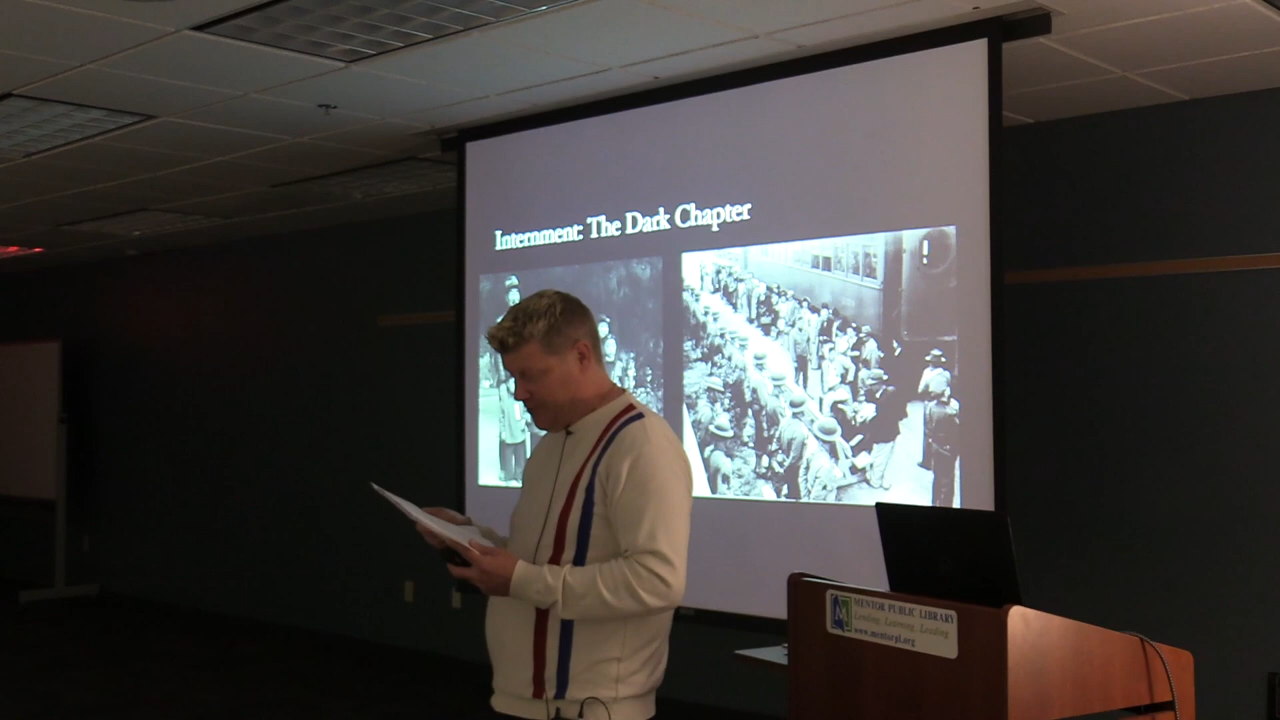 Internment: The Dark Chapter
MENTOR PUBLIC LIBRARY
Lending, Learning, Leading
www.mentorpl.org